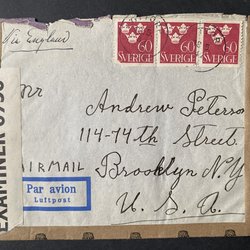 Via England
60 60 60
SVERIGE SVERIGE SVERIGE
Mr
Andrew Peterson
114-74th Street
AIRMAIL
Brooklyn N.Y
U. S. A
Par avion
Luftpost
EXAMINER